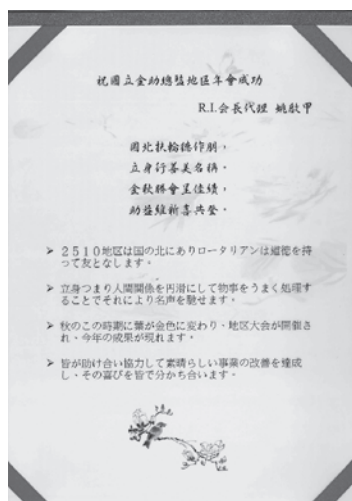 祝國立金助總監地區年會成功
R.I.会長代理 姚啟甲
國北扶輪德作朋,
立身行善美名稱。
金秋勝會呈佳績,
助益維新喜共登。
➢ 2510地区は国の北にありロータリアンは道徳を持
って友となします。
➢ 立身つまり人間関係を円滑にして物事をうまく処理す
ることでそれにより名声を馳せます。
➢ 秋のこの時期に葉が金色に変わり、地区大会が開催さ
れ、今年の成果が現れます。
➢ 皆が助け合い協力して素晴らしい事業の改善を達成
し、その喜びを皆で分かち合います。